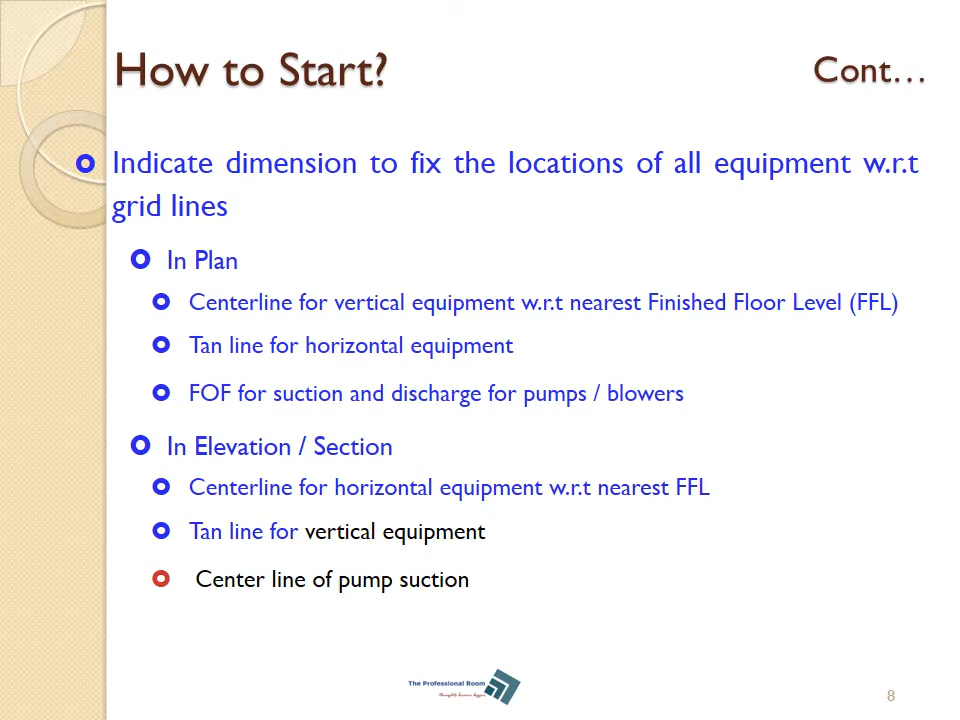 How to Start?
Cont…
Indicate dimension to fix the locations of all equipment w.r.t
grid lines
In Plan
Centerline for vertical equipment w.r.t nearest Finished Floor Level (FFL)
Tan line for horizontal equipment
FOF for suction and discharge for pumps / blowers
In Elevation / Section
Centerline for horizontal equipment w.r.t nearest FFL
Tan line for vertical equipment
Center line of pump suction
The Professional Room
8